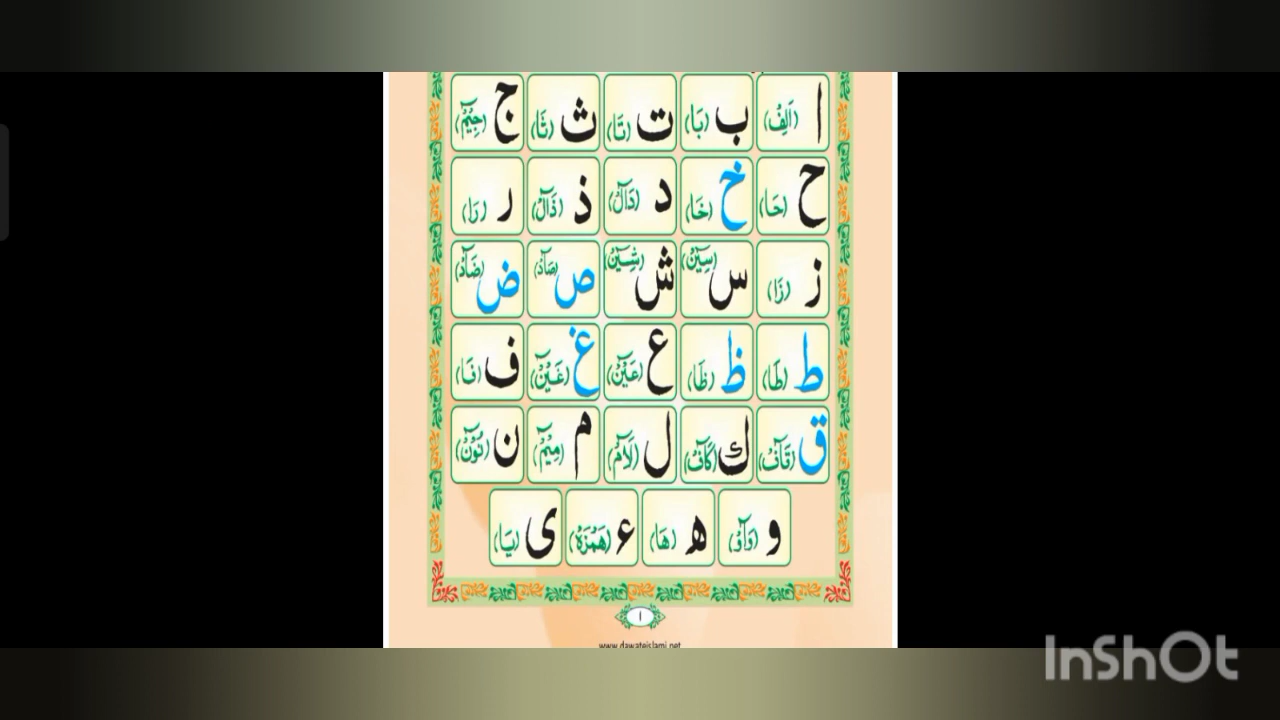 ا (اَلِفْ) ب (بَا) ت (تَا) ث (ثَا) ج (جِيْمْ)
ح (حَا) خ (خَا) د (دَالْ) ذ (ذَالْ) ر (رَا)
ز (زَا) س (سِيْنْ) ش (شِيْنْ) ص (صَادْ) ض (ضَادْ)
ط (طَا) ظ (ظَا) ع (عَيْنْ) غ (غَيْنْ) ف (فَا)
ق (قَافْ) ك (كَافْ) ل (لَامْ) م (مِيْمْ) ن (نُوْنْ)
و (وَاوْ) ھ (ھَا) ء (ھَمْزَهْ) ی (یَا)
١
www.dawateislami.net
InShOt